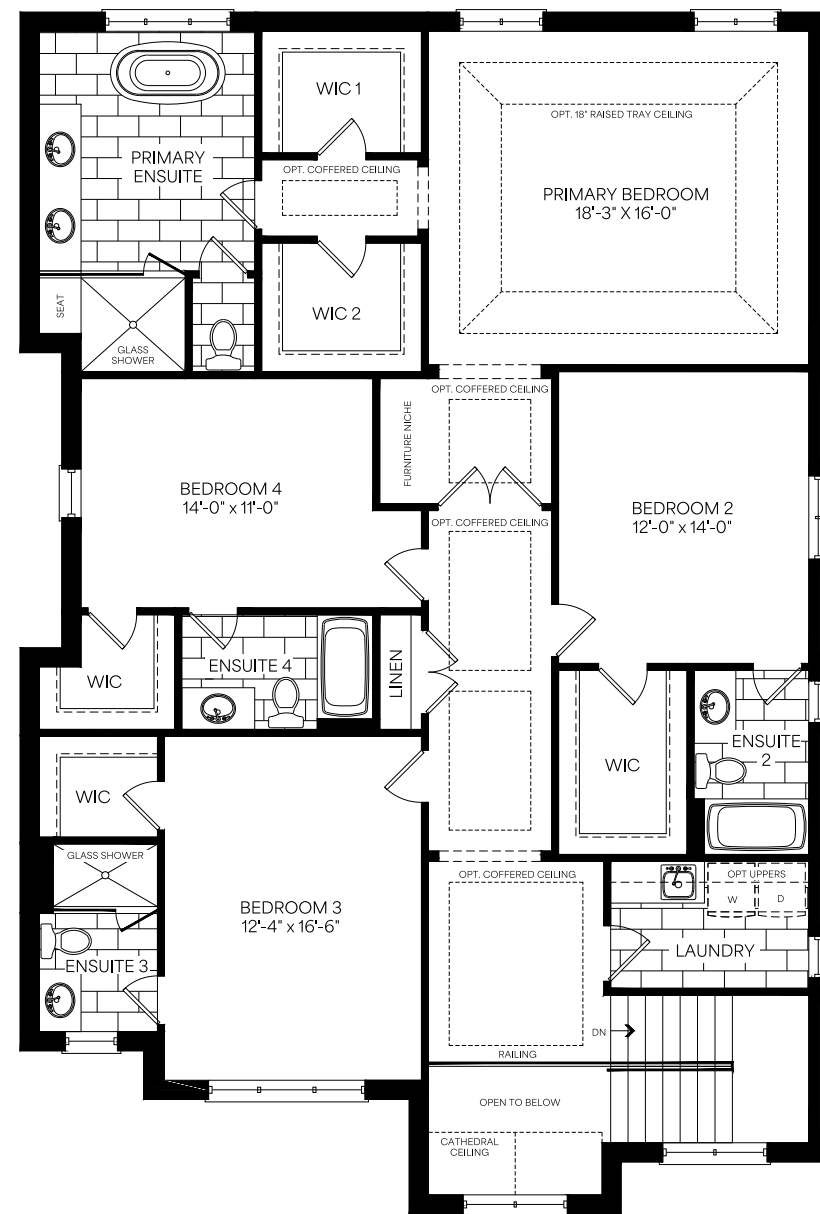 WIC 1
OPT. 18" RAISED TRAY CEILING
PRIMARY
ENSUITE
OPT. COFFERED CEILING
PRIMARY BEDROOM
18'-3" X 16'-0"
SEAT
WIC 2
GLASS
SHOWER
OPT. COFFERED CEILING
FURNITURE NICHE
BEDROOM 4
14'-0" x 11'-0"
OPT. COFFERED CEILING
BEDROOM 2
12'-0" x 14'-0"
WIC
ENSUITE 4
LINEN
WIC
ENSUITE
2
WIC
GLASS SHOWER
OPT. COFFERED CEILING
OPT UPPERS
W
D
BEDROOM 3
12'-4" x 16'-6"
LAUNDRY
ENSUITE 3
DN
RAILING
OPEN TO BELOW
CATHEDRAL
CEILING